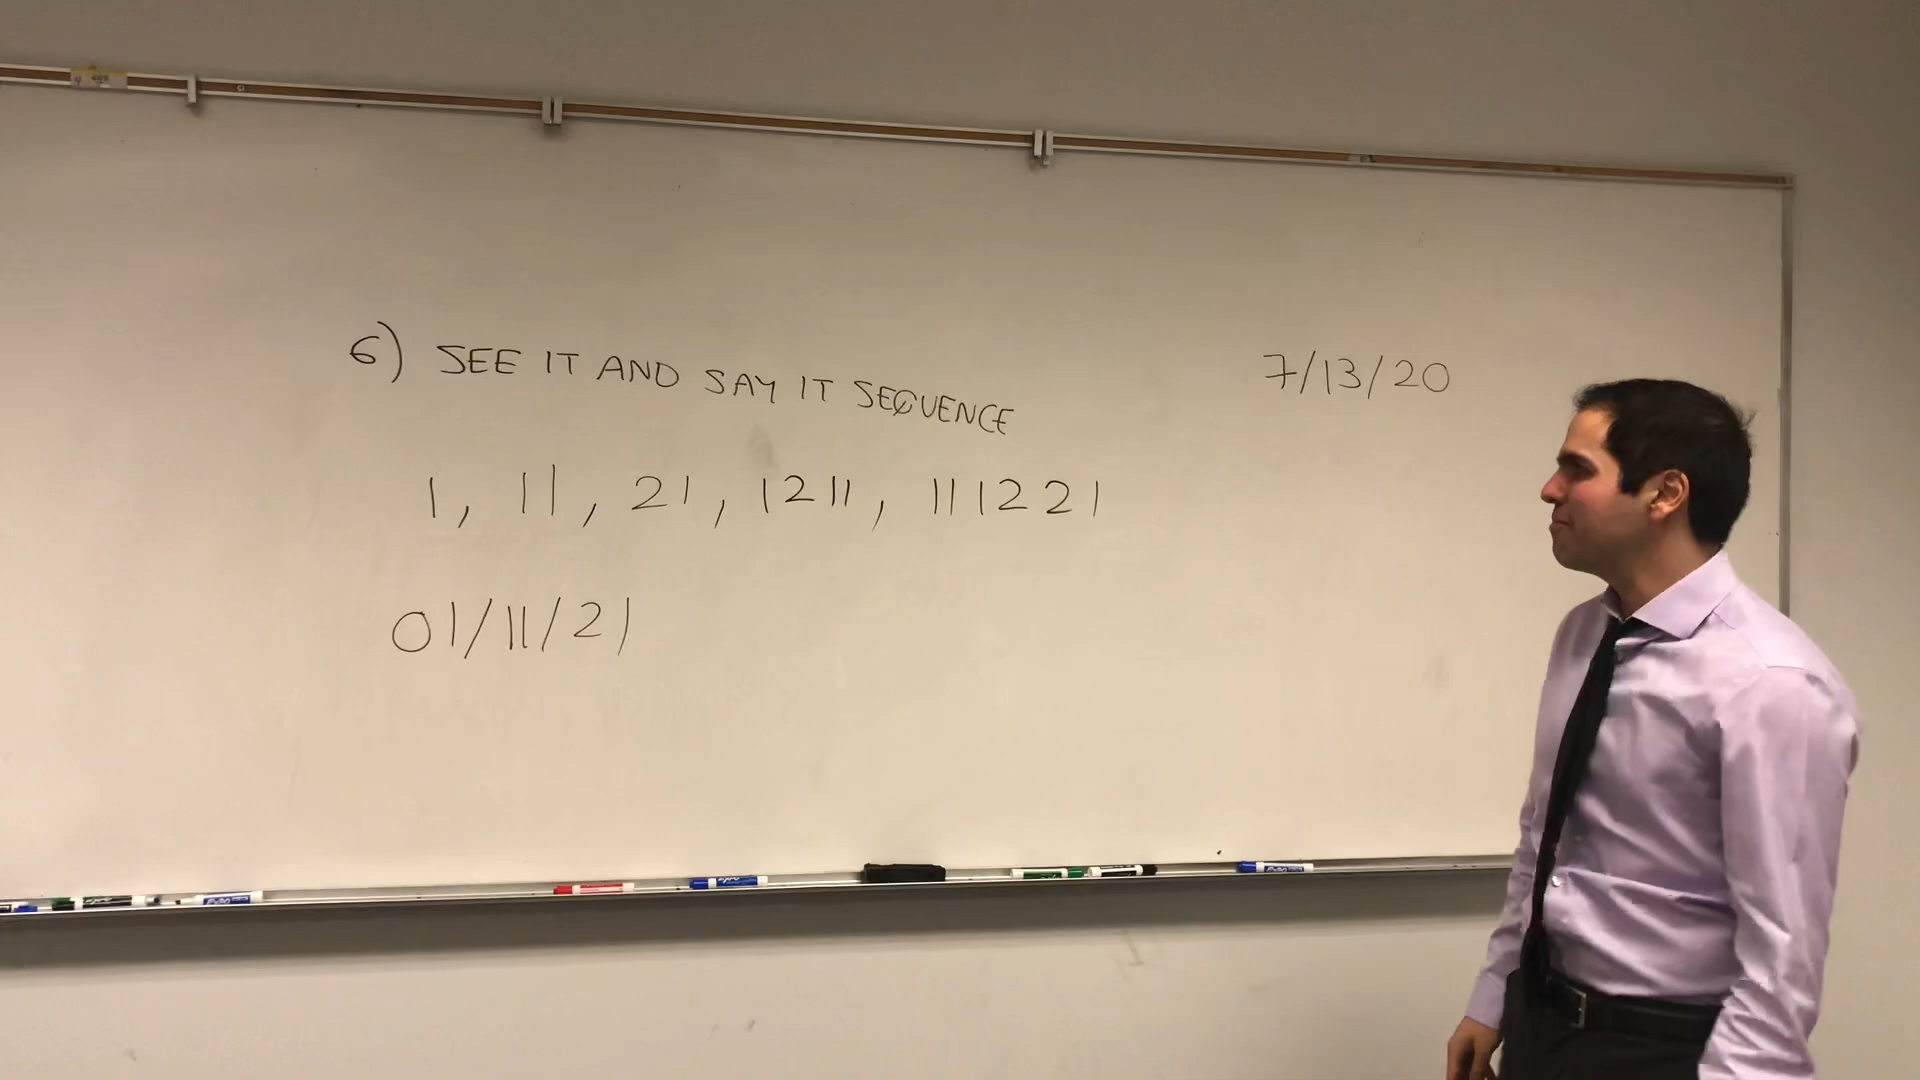 6) SEE IT AND SAY IT SEQUENCE
7/13/20
1, 11, 21, 1211, 111221
01/11/21